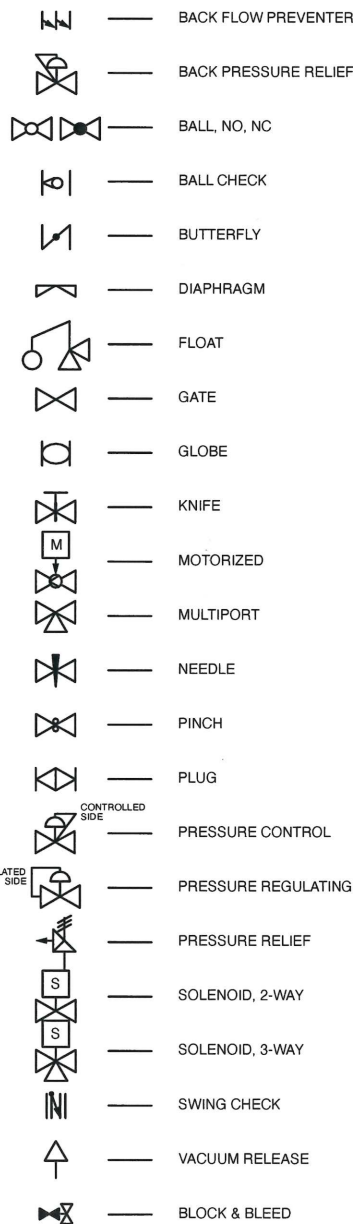 BACK FLOW PREVENTER
BACK PRESSURE RELIEF
BALL, NO, NC
BALL CHECK
BUTTERFLY
DIAPHRAGM
FLOAT
GATE
GLOBE
KNIFE
M
MOTORIZED
MULTIPORT
NEEDLE
PINCH
PLUG
CONTROLLED
SIDE
PRESSURE CONTROL
LATED
SIDE
PRESSURE REGULATING
PRESSURE RELIEF
S
SOLENOID, 2-WAY
S
SOLENOID, 3-WAY
SWING CHECK
VACUUM RELEASE
BLOCK & BLEED